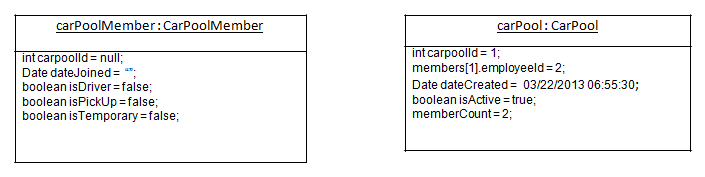 carPoolMember:CarPoolMember
int carpoolId = null;
Date dateJoined = “”;
boolean isDriver = false;
boolean isPickUp = false;
boolean isTemporary = false;
carPool:CarPool
int carpoolId = 1;
members[1].employeeId = 2;
Date dateCreated = 03/22/2013 06:55:30;
boolean isActive = true;
memberCount = 2;